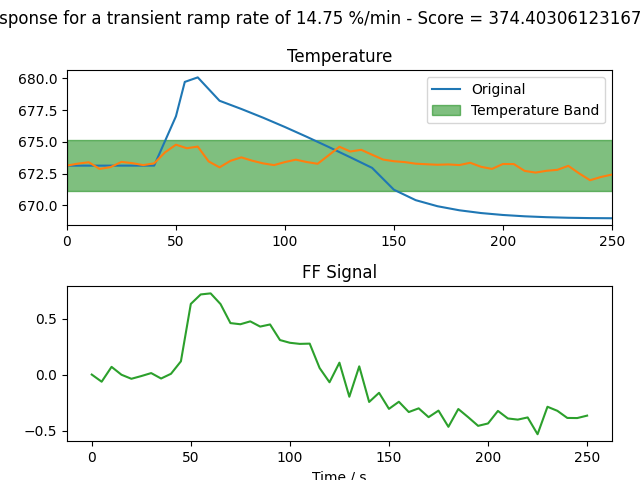 sponse for a transient ramp rate of 14.75 %/min - Score = 374.40306123167
Temperature
680.0
677.5
675.0
672.5
670.0
Original
Temperature Band
0 50 100 150 200 250
FF Signal
0.5
0.0
−0.5
0 50 100 150 200 250
Time / s